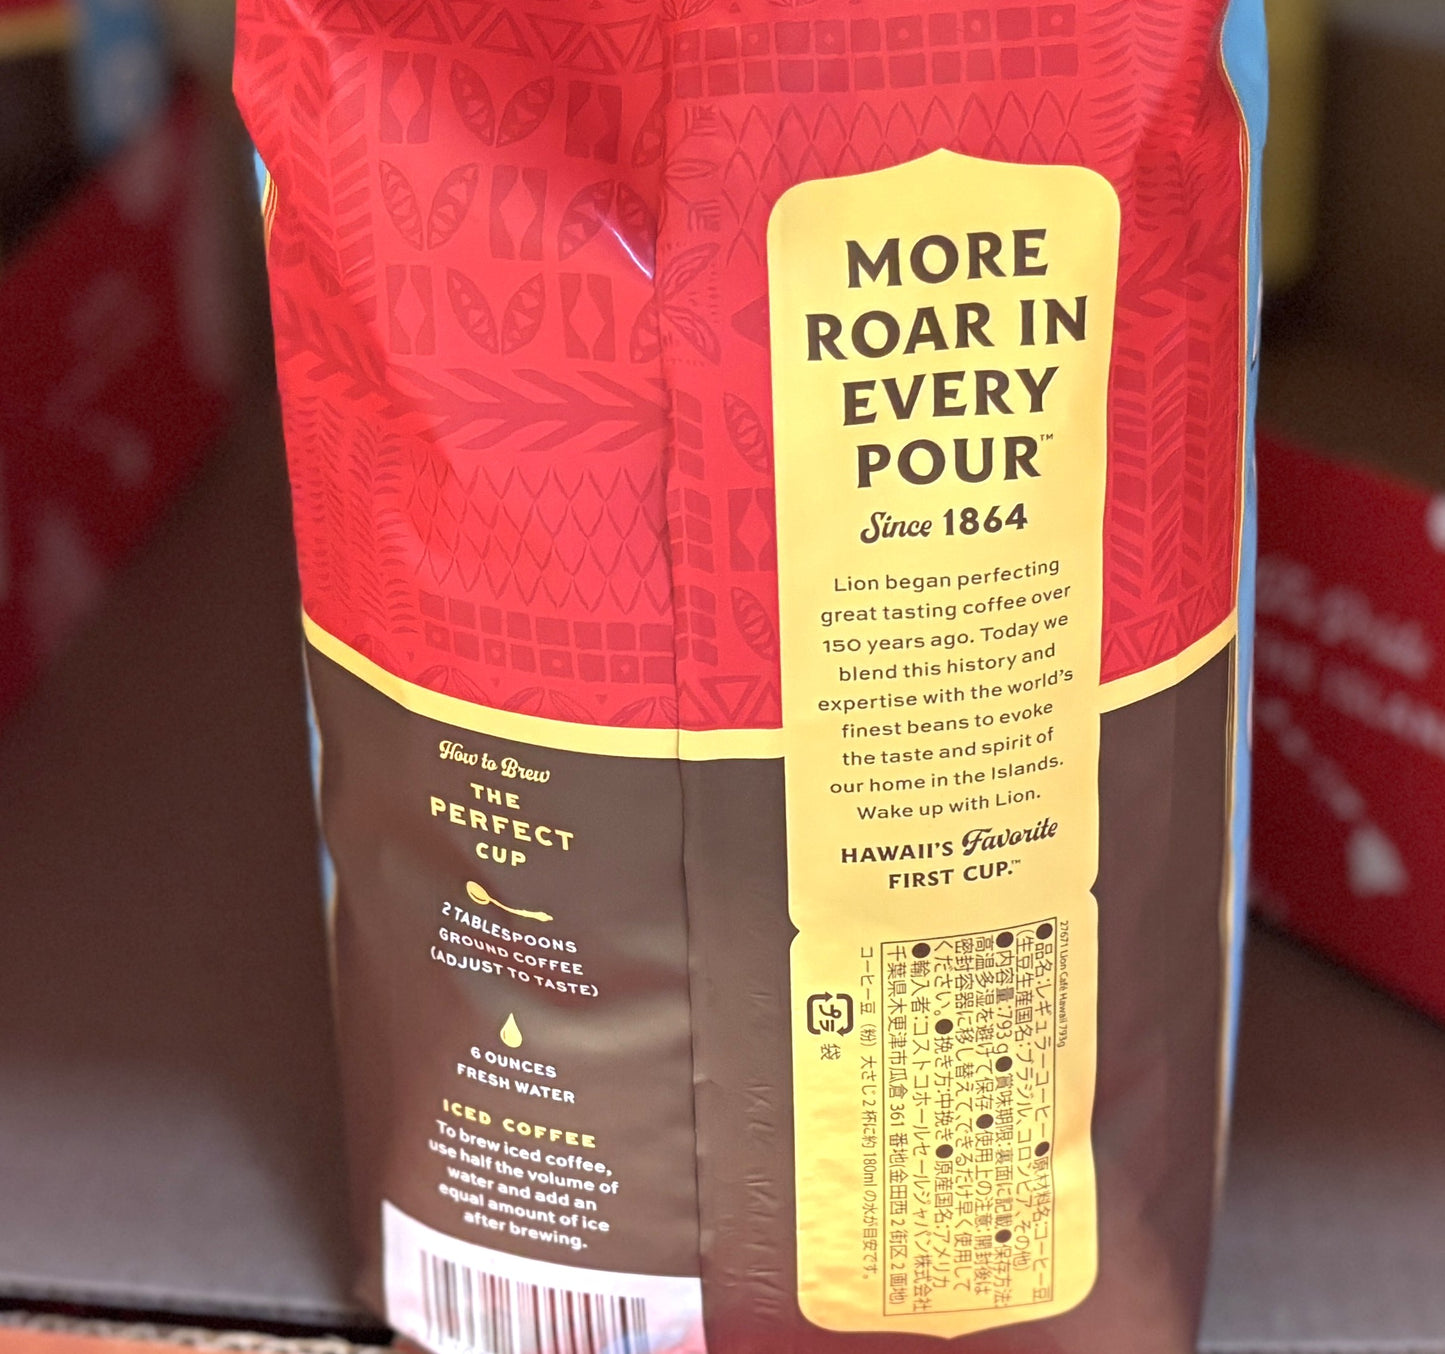 MORE
ROAR IN
EVERY
POUR™
Since 1864
Lion began perfecting
great tasting coffee over
150 years ago. Today we
blend this history and
expertise with the world's
finest beans to evoke
the taste and spirit of
our home in the Islands.
Wake up with Lion.
HAWAII'S Favorite
FIRST CUP.™
How to Brew
THE
PERFECT
CUP
2 TABLESPOONS
GROUND COFFEE
(ADJUST TO TASTE)
6 OUNCES
FRESH WATER
ICED COFFEE
To brew iced coffee,
use half the volume of
water and add an
equal amount of ice
after brewing.
27671 Lion Café Hawaii 793g
●品名:レギュラーコーヒー ●原材料名:コーヒー豆
(生豆生産国名:ブラジル、コロンビア、その他)
●内容量:793g ●賞味期限:裏面に記載 ●保存方法:
高温多湿を避けて保存 ●使用上の注意:開封後は
密封容器に移し替えて、できるだけ早く使用して
ください。●挽き方:中挽き ●原産国名:アメリカ
●輸入者:コストコホールセールジャパン株式会社
千葉県木更津市瓜倉 361 番地(金田西 2 街区 2 画地)
コーヒー豆(粉)大さじ 2 杯に約 180ml の水が目安です。
プラ
袋